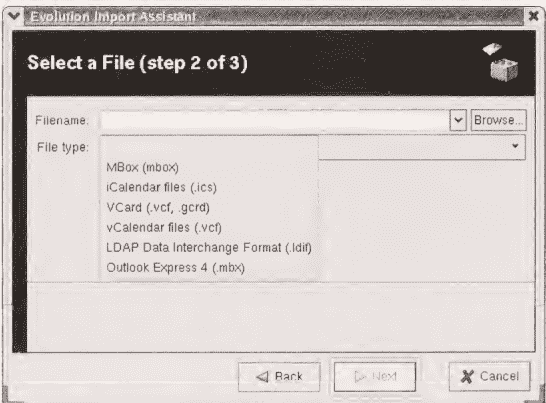 Evolution Import Assistant
Select a File (step 2 of 3)
Filename:
Browse...
File type:
MBox (mbox)
iCalendar files (.ics)
VCard (.vcf, .gcrd)
vCalendar files (.vcf)
LDAP Data Interchange Format (.ldif)
Outlook Express 4 (.mbx)
Back
Next
Cancel